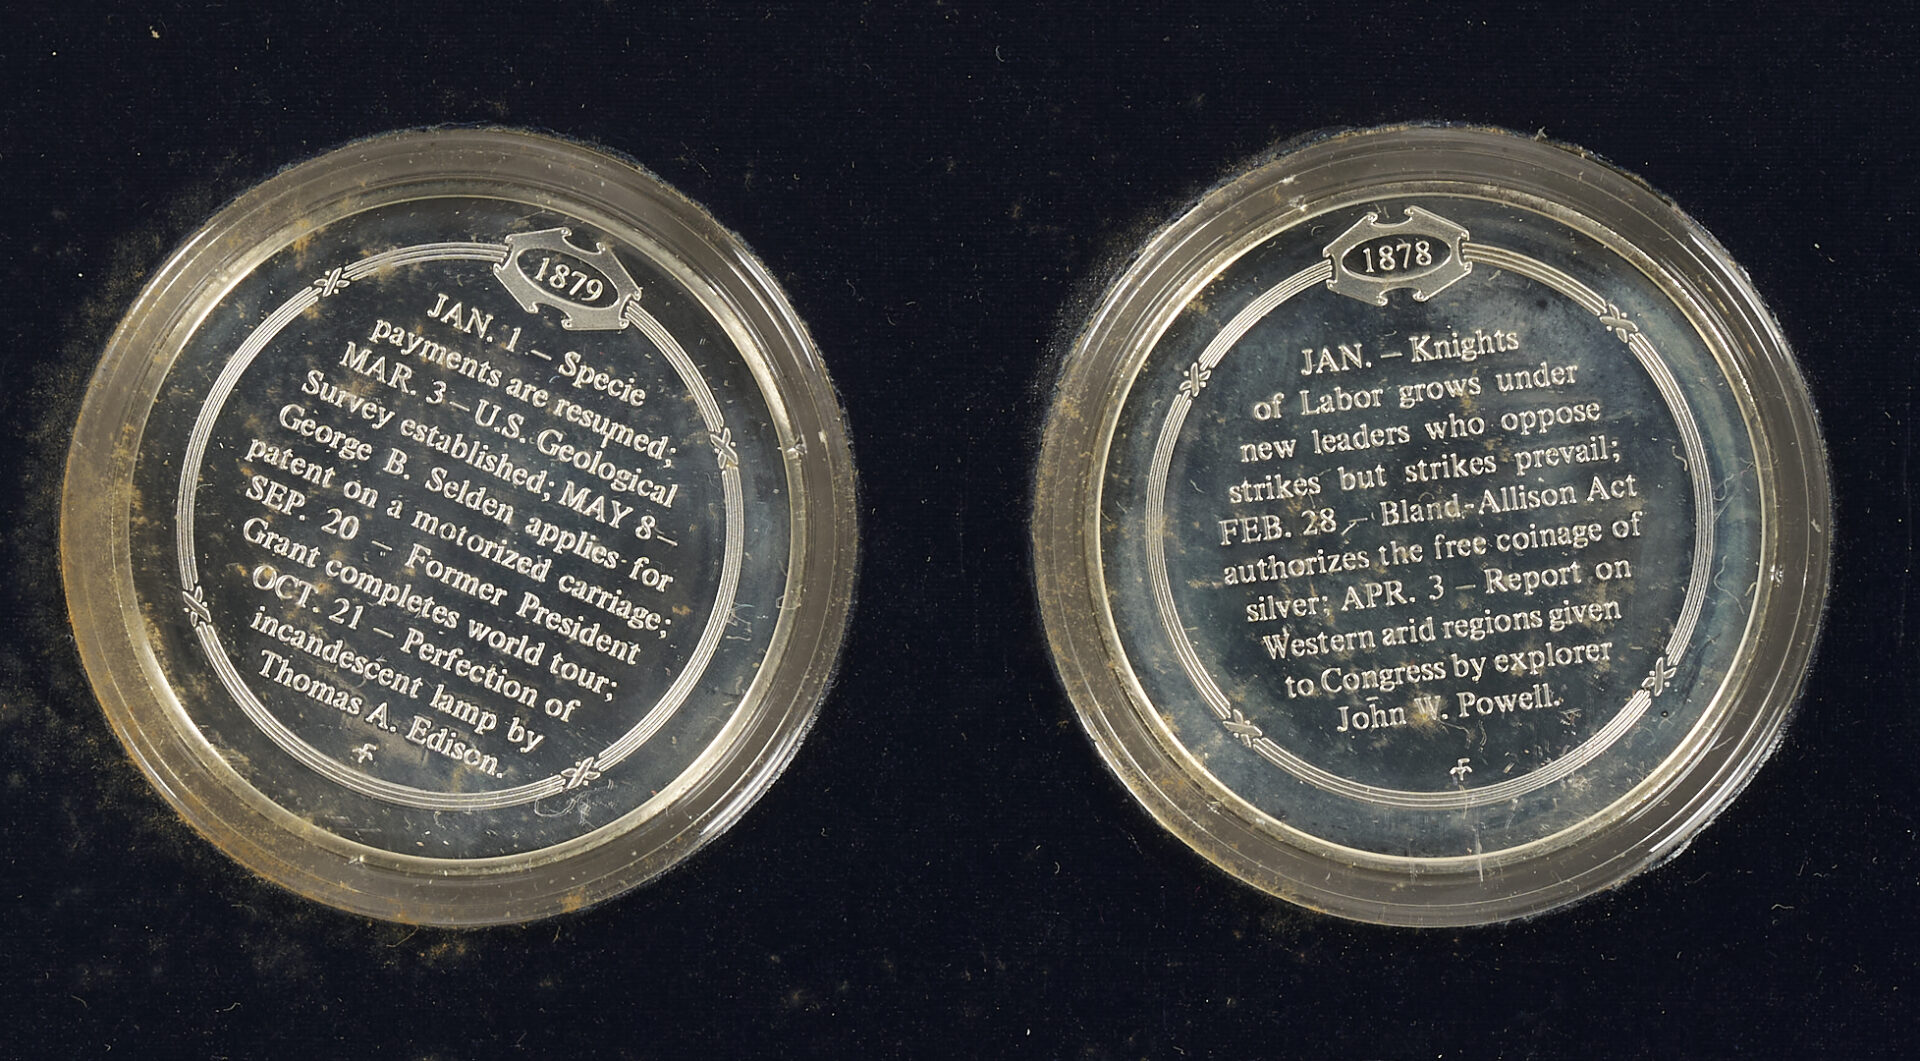 1879
JAN. 1 – Specie
payments are resumed;
MAR. 3 – U.S. Geological
Survey established; MAY 8–
George B. Selden applies for
patent on a motorized carriage;
SEP. 20 – Former President
Grant completes world tour;
OCT. 21 – Perfection of
incandescent lamp by
Thomas A. Edison.
1878
JAN. – Knights
of Labor grows under
new leaders who oppose
strikes but strikes prevail;
FEB. 28 – Bland-Allison Act
authorizes the free coinage of
silver; APR. 3 – Report on
Western arid regions given
to Congress by explorer
John W. Powell.